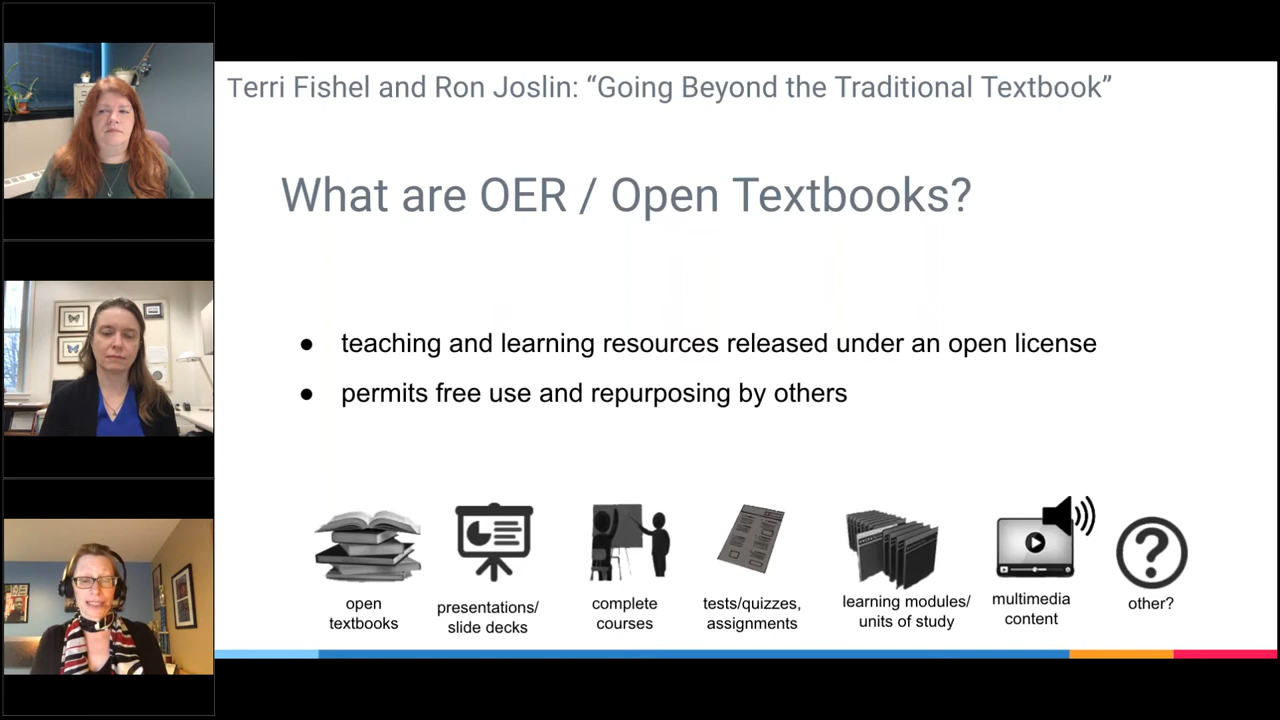 Terri Fishel and Ron Joslin: “Going Beyond the Traditional Textbook”
What are OER / Open Textbooks?
● teaching and learning resources released under an open license
● permits free use and repurposing by others
open
textbooks
presentations/
slide decks
complete
courses
tests/quizzes,
assignments
learning modules/
units of study
multimedia
content
other?